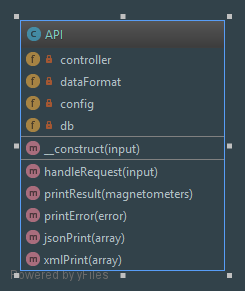 C API
f controller
f dataFormat
f config
f db
m __construct(input)
m handleRequest(input)
m printResult(magnetometers)
m printError(error)
m jsonPrint(array)
m xmlPrint(array)
Powered by yFiles